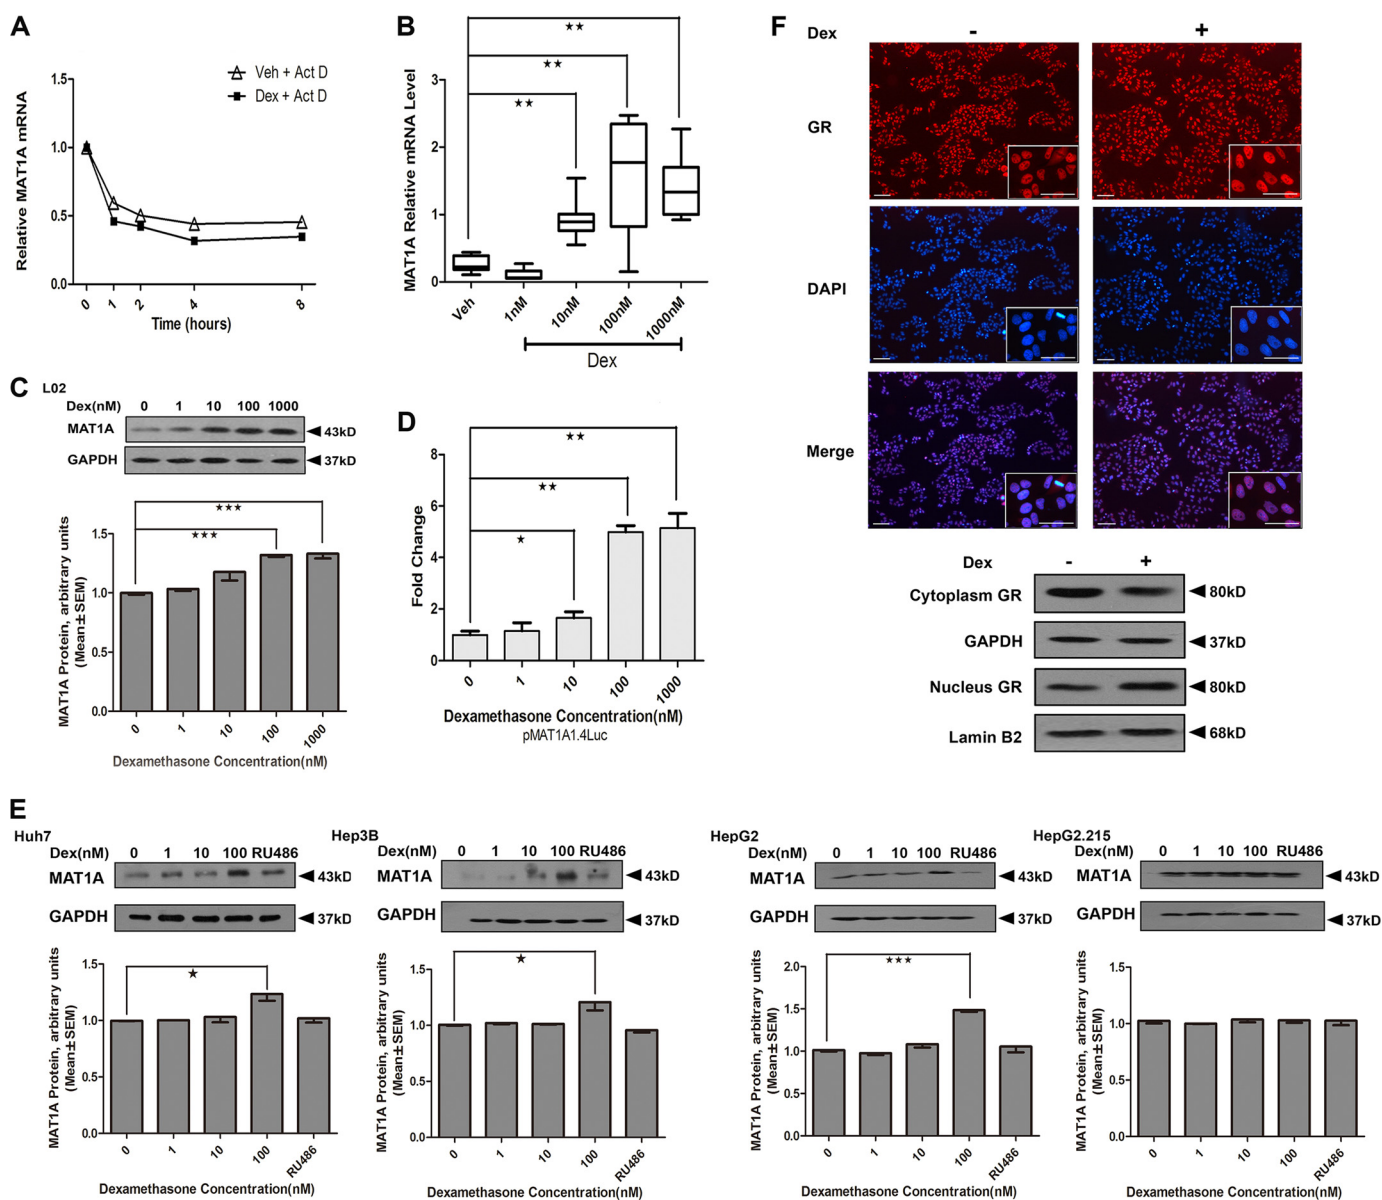 A
Veh + Act D
Dex + Act D
Relative MAT1A mRNA
1.5
1.0
0.5
0.0
0 1 2 4 8
Time (hours)
B
★★
★★
★★
MAT1A Relative mRNA Level
3
2
1
0
Veh 1nM 10nM 100nM 1000nM
Dex
C
L02
Dex(nM) 0 1 10 100 1000
MAT1A 43kD
GAPDH 37kD
★★★
★★★
MAT1A Protein, arbitrary units
(Mean±SEM)
1.5
1.0
0.5
0.0
0 1 10 100 1000
Dexamethasone Concentration(nM)
D
★★
★★
★
Fold Change
8
6
4
2
0
0 1 10 100 1000
Dexamethasone Concentration(nM)
pMAT1A1.4Luc
E
Huh7
Dex(nM) 0 1 10 100 RU486
MAT1A 43kD
GAPDH 37kD
★
MAT1A Protein, arbitrary units
(Mean±SEM)
1.5
1.0
0.5
0.0
0 1 10 100 RU486
Dexamethasone Concentration(nM)
Hep3B
Dex(nM) 0 1 10 100 RU486
MAT1A 43kD
GAPDH 37kD
★
MAT1A Protein, arbitrary units
(Mean±SEM)
1.5
1.0
0.5
0.0
0 1 10 100 RU486
Dexamethasone Concentration(nM)
HepG2
Dex(nM) 0 1 10 100 RU486
MAT1A 43kD
GAPDH 37kD
★★★
MAT1A Protein, arbitrary units
(Mean±SEM)
2.0
1.5
1.0
0.5
0.0
0 1 10 100 RU486
Dexamethasone Concentration(nM)
HepG2.215
Dex(nM) 0 1 10 100 RU486
MAT1A 43kD
GAPDH 37kD
MAT1A Protein, arbitrary units
(Mean±SEM)
1.5
1.0
0.5
0.0
0 1 10 100 RU486
Dexamethasone Concentration(nM)
F
Dex - +
GR
DAPI
Merge
Dex - +
Cytoplasm GR 80kD
GAPDH 37kD
Nucleus GR 80kD
Lamin B2 68kD